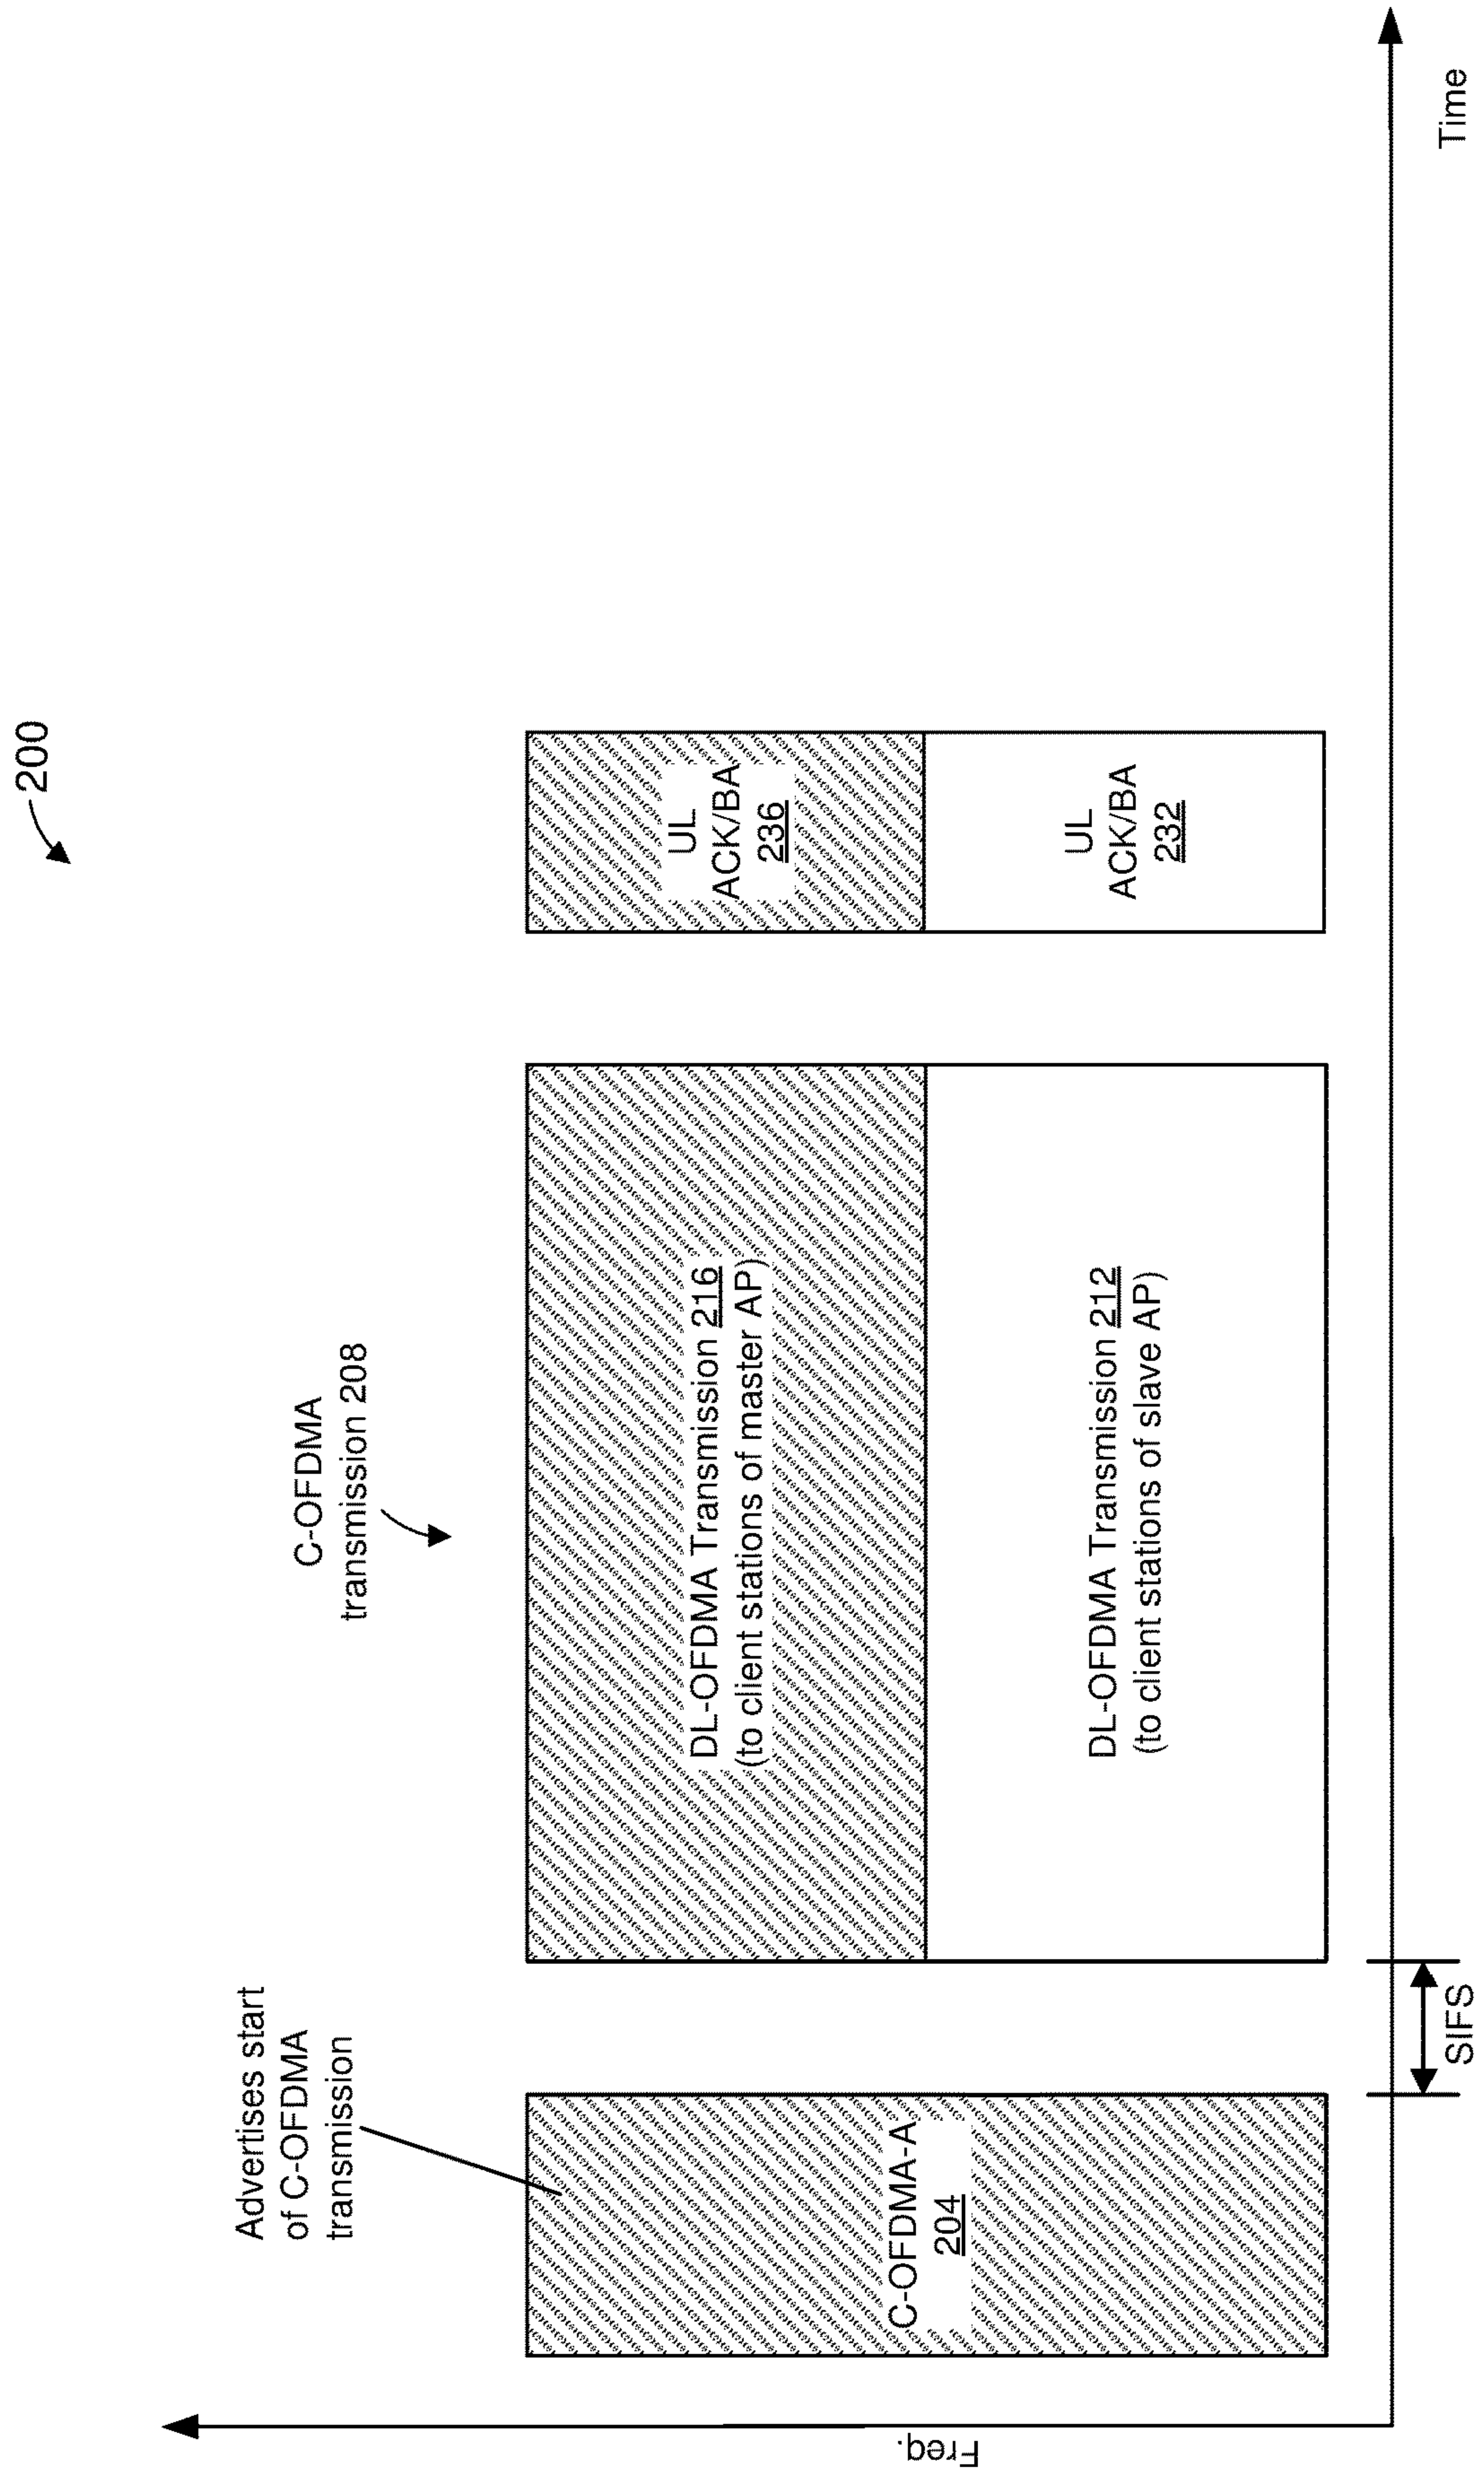 200
C-OFDMA
transmission 208
Advertises start
of C-OFDMA
transmission
C-OFDMA-A
204
DL-OFDMA Transmission 216
(to client stations of master AP)
DL-OFDMA Transmission 212
(to client stations of slave AP)
UL
ACK/BA
236
UL
ACK/BA
232
Freq.
SIFS
Time